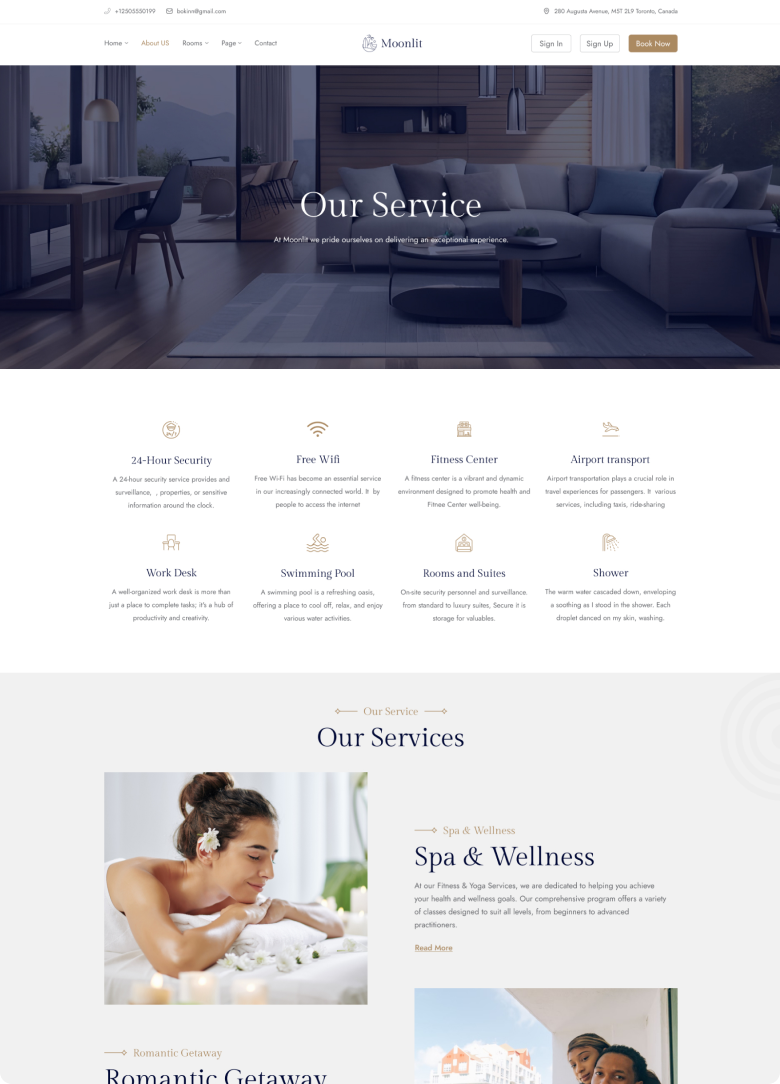 +12505550199 bokinn@gmail.com 280 Augusta Avenue, M5T 2L9 Toronto, Canada
Home About US Rooms Page Contact Moonlit Sign In Sign Up Book Now
Our Service
At Moonlit we pride ourselves on delivering an exceptional experience.
24-Hour Security
A 24-hour security service provides and
surveillance, , properties, or sensitive
information around the clock.
Free Wifi
Free Wi-Fi has become an essential service
in our increasingly connected world. It by
people to access the internet
Fitness Center
A fitness center is a vibrant and dynamic
environment designed to promote health and
Fitnee Center well-being.
Airport transport
Airport transportation plays a crucial role in
travel experiences for passengers. It various
services, including taxis, ride-sharing
Work Desk
A well-organized work desk is more than
just a place to complete tasks; it's a hub of
productivity and creativity.
Swimming Pool
A swimming pool is a refreshing oasis,
offering a place to cool off, relax, and enjoy
various water activities.
Rooms and Suites
On-site security personnel and surveillance.
from standard to luxury suites, Secure it is
storage for valuables.
Shower
The warm water cascaded down, enveloping
a soothing as I stood in the shower. Each
droplet danced on my skin, washing.
Our Service
Our Services
Spa & Wellness
Spa & Wellness
At our Fitness & Yoga Services, we are dedicated to helping you achieve
your health and wellness goals. Our comprehensive program offers a variety
of classes designed to suit all levels, from beginners to advanced
practitioners.
Read More
Romantic Getaway
Romantic Getaway